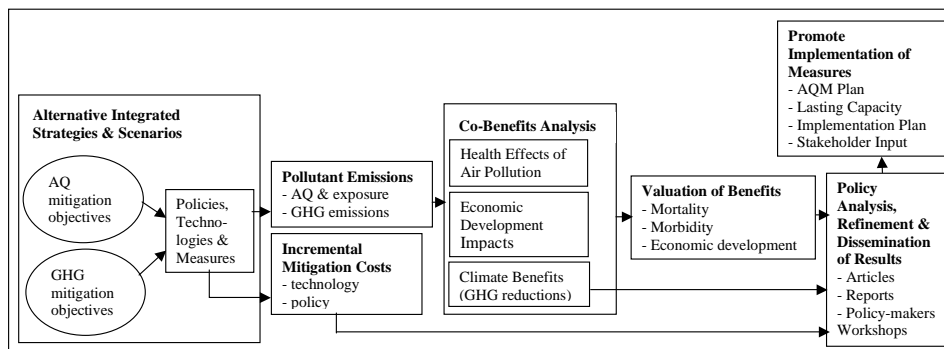 Alternative Integrated
Strategies & Scenarios
AQ
mitigation
objectives
GHG
mitigation
objectives
Policies,
Techno-
logies &
Measures
Pollutant Emissions
- AQ & exposure
- GHG emissions
Incremental
Mitigation Costs
- technology
- policy
Co-Benefits Analysis
Health Effects of
Air Pollution
Economic
Development
Impacts
Climate Benefits
(GHG reductions)
Valuation of Benefits
- Mortality
- Morbidity
- Economic development
Promote
Implementation of
Measures
- AQM Plan
- Lasting Capacity
- Implementation Plan
- Stakeholder Input
Policy
Analysis,
Refinement &
Dissemination
of Results
- Articles
- Reports
- Policy-makers
Workshops